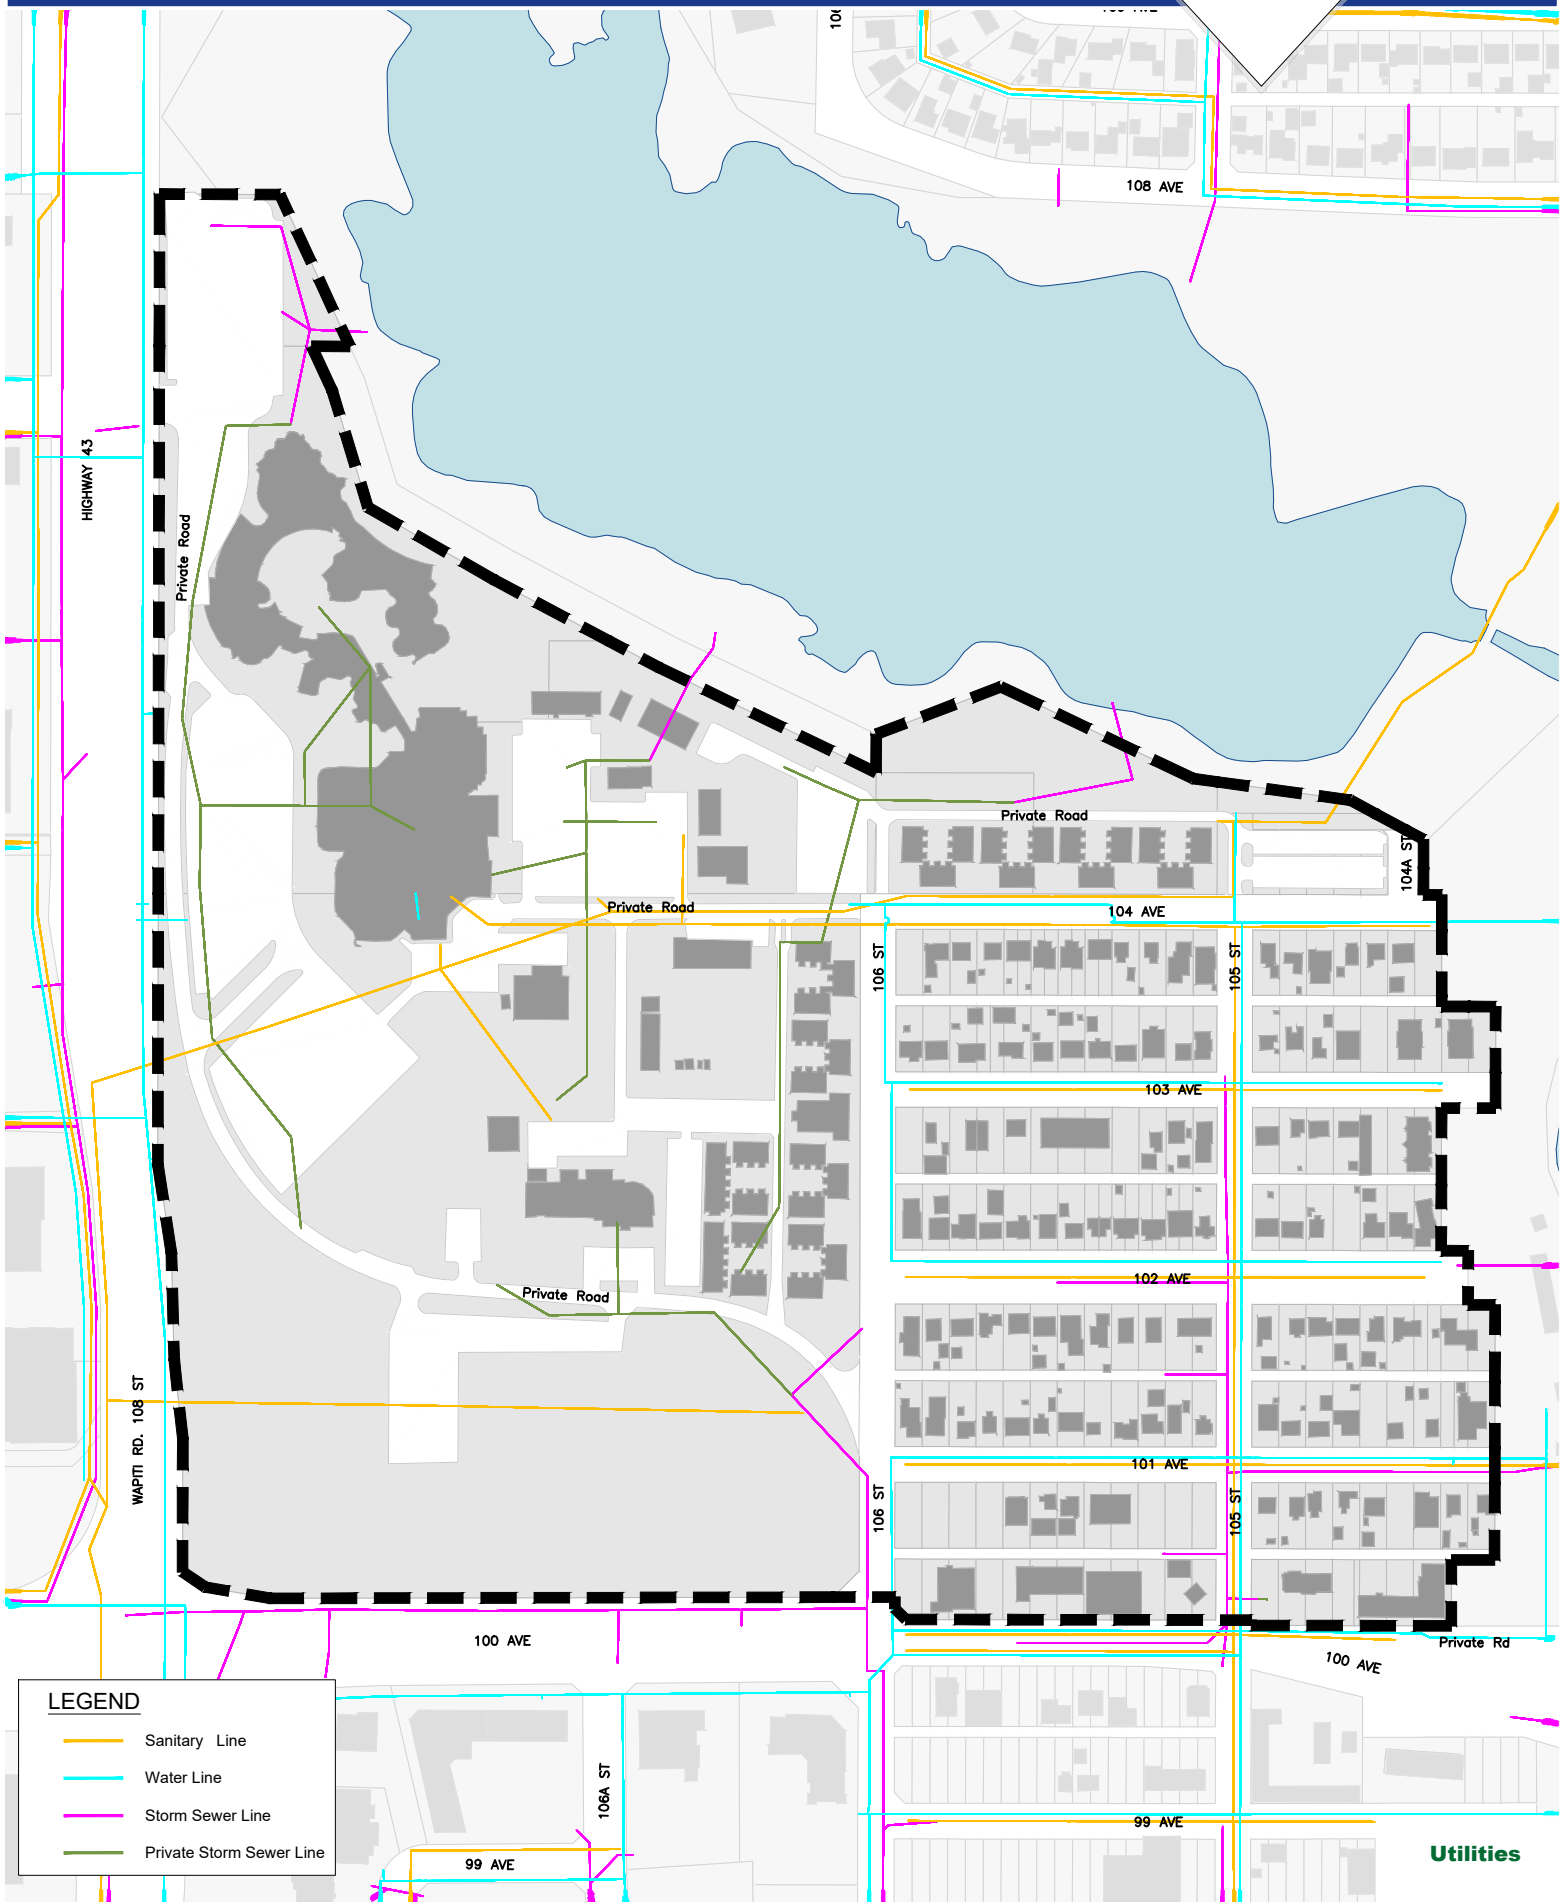 108 AVE
HIGHWAY 43
Private Road
Private Road
104A ST
Private Road
104 AVE
106 ST
105 ST
103 AVE
102 AVE
Private Road
WAPITI RD. 108 ST
101 AVE
106 ST
105 ST
100 AVE
Private Rd
100 AVE
LEGEND
Sanitary Line
Water Line
Storm Sewer Line
Private Storm Sewer Line
106A ST
99 AVE
99 AVE
Utilities